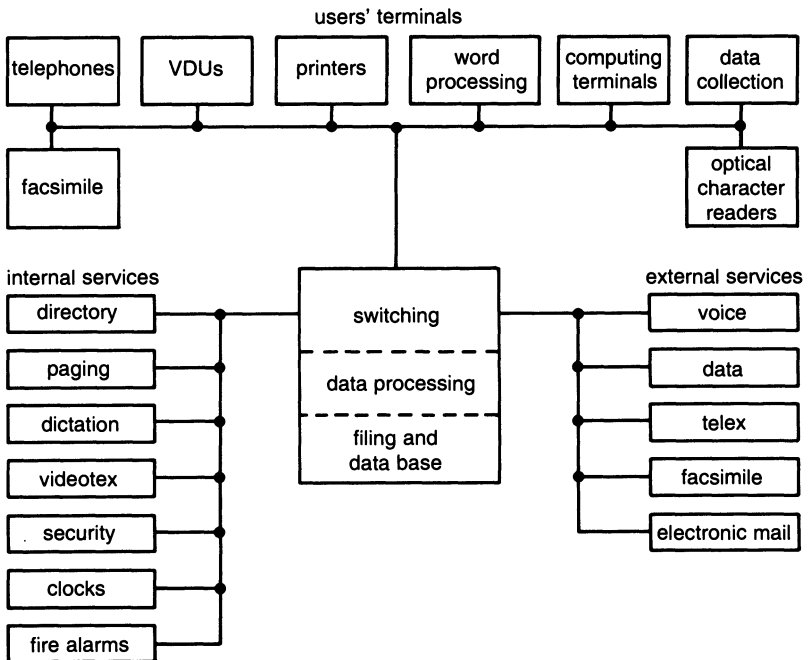 users' terminals
telephones
VDUs
printers
word
processing
computing
terminals
data
collection
facsimile
optical
character
readers
internal services
directory
paging
dictation
videotex
security
clocks
fire alarms
switching
data processing
filing and
data base
external services
voice
data
telex
facsimile
electronic mail